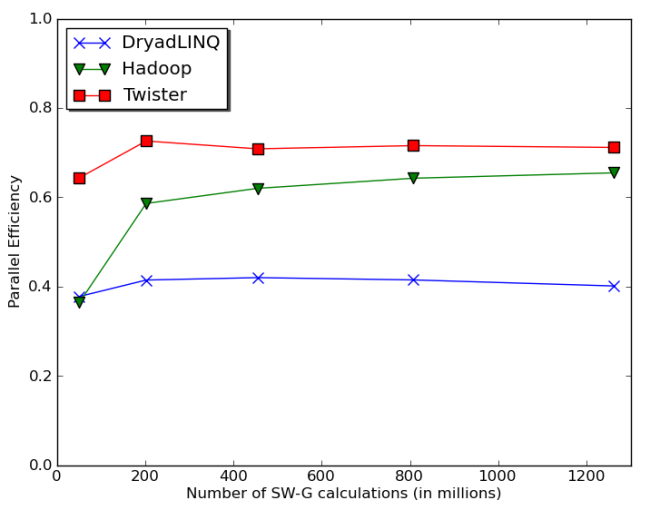 1.0
0.8
0.6
0.4
0.2
0.0
DryadLINQ
Hadoop
Twister
Parallel Efficiency
0 200 400 600 800 1000 1200
Number of SW-G calculations (in millions)